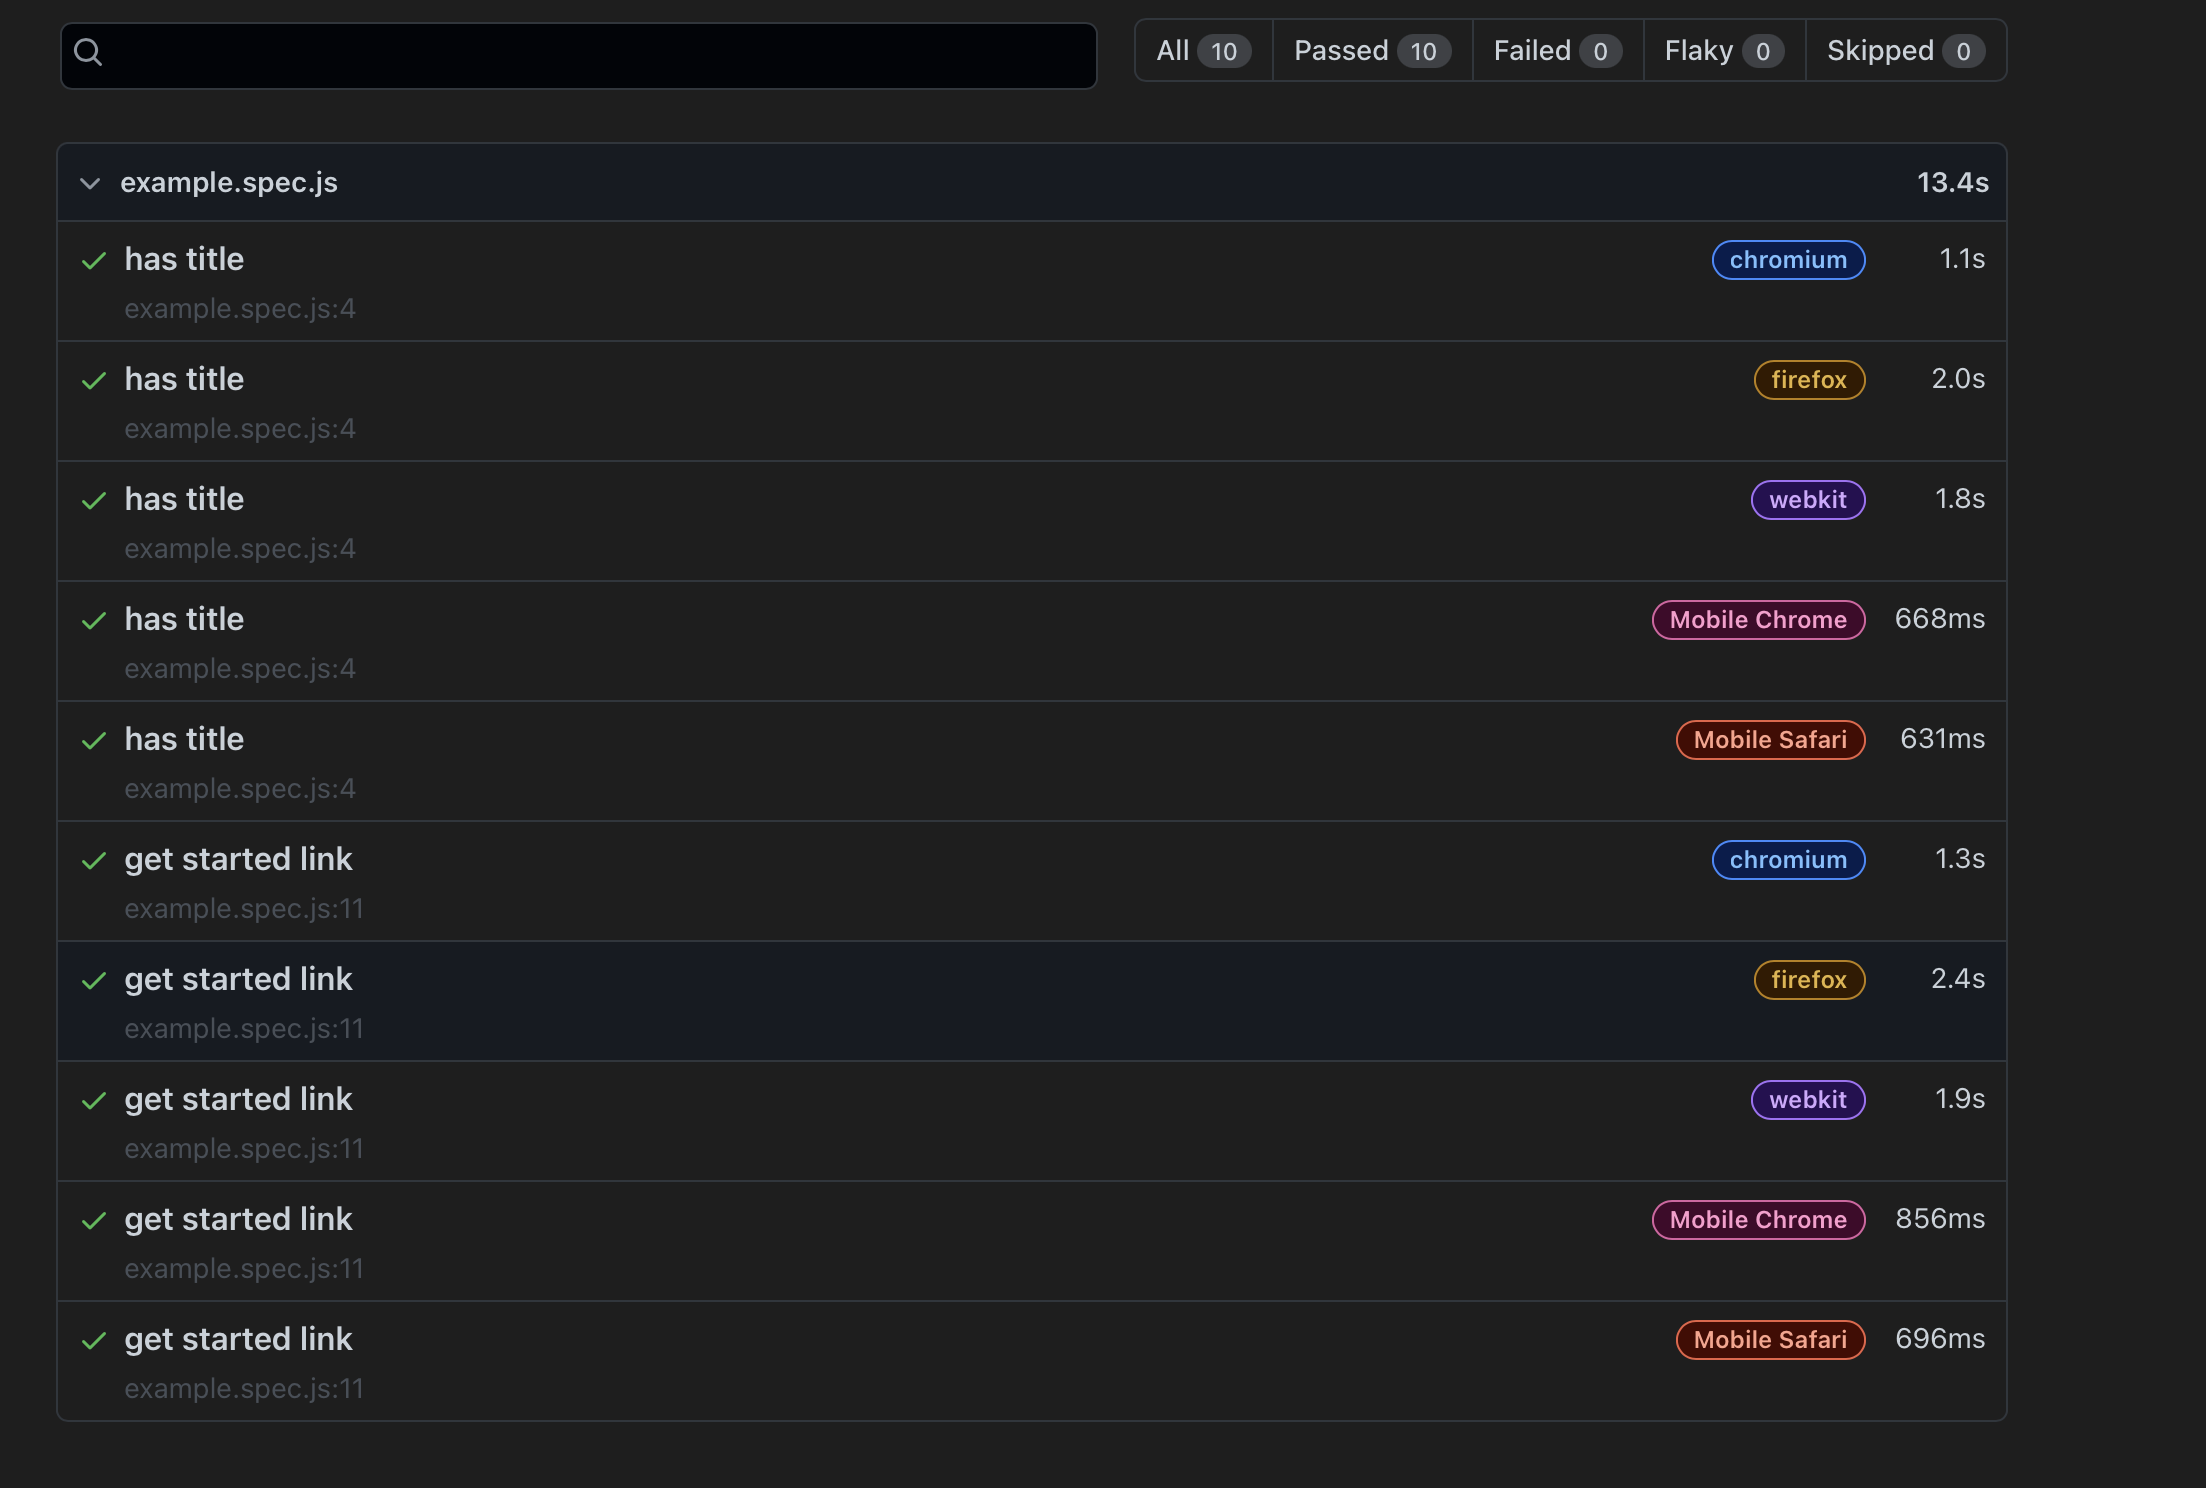 All 10 Passed 10 Failed 0 Flaky 0 Skipped 0
example.spec.js 13.4s
has title chromium 1.1s
example.spec.js:4
has title firefox 2.0s
example.spec.js:4
has title webkit 1.8s
example.spec.js:4
has title Mobile Chrome 668ms
example.spec.js:4
has title Mobile Safari 631ms
example.spec.js:4
get started link chromium 1.3s
example.spec.js:11
get started link firefox 2.4s
example.spec.js:11
get started link webkit 1.9s
example.spec.js:11
get started link Mobile Chrome 856ms
example.spec.js:11
get started link Mobile Safari 696ms
example.spec.js:11